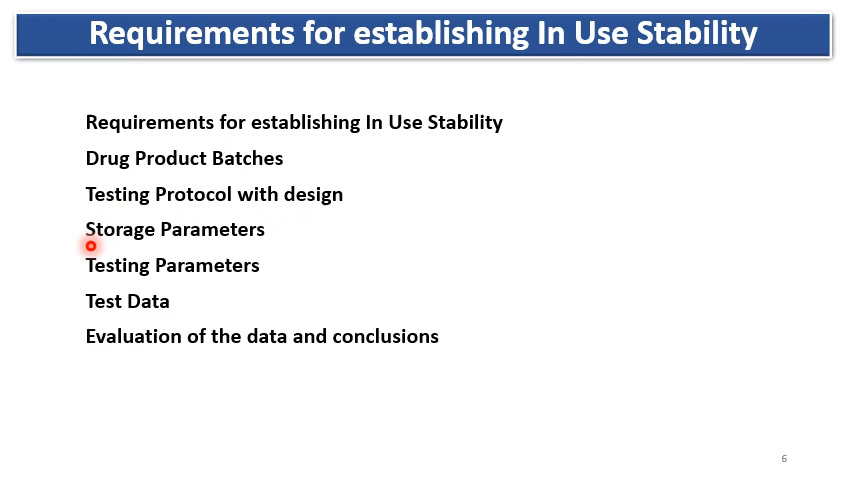 Requirements for establishing In Use Stability
Requirements for establishing In Use Stability
Drug Product Batches
Testing Protocol with design
Storage Parameters
Testing Parameters
Test Data
Evaluation of the data and conclusions
6